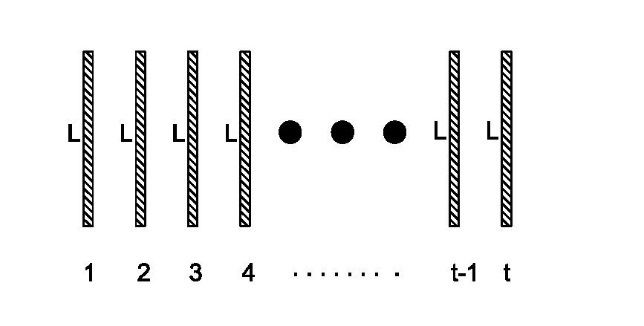 L L L L L L
1 2 3 4 ........ t-1 t